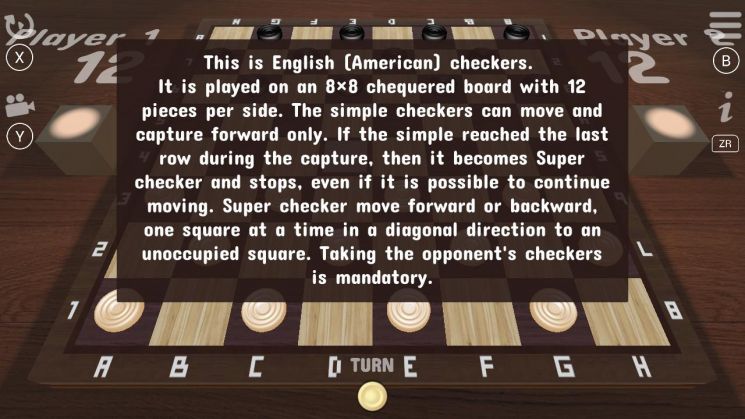 Player 1
12
X
Y
B
ZR
12
This is English (American) checkers.
It is played on an 8×8 chequered board with 12
pieces per side. The simple checkers can move and
capture forward only. If the simple reached the last
row during the capture, then it becomes Super
checker and stops, even if it is possible to continue
moving. Super checker move forward or backward,
one square at a time in a diagonal direction to an
unoccupied square. Taking the opponent's checkers
is mandatory.
2
1
A B C D E F G H
TURN